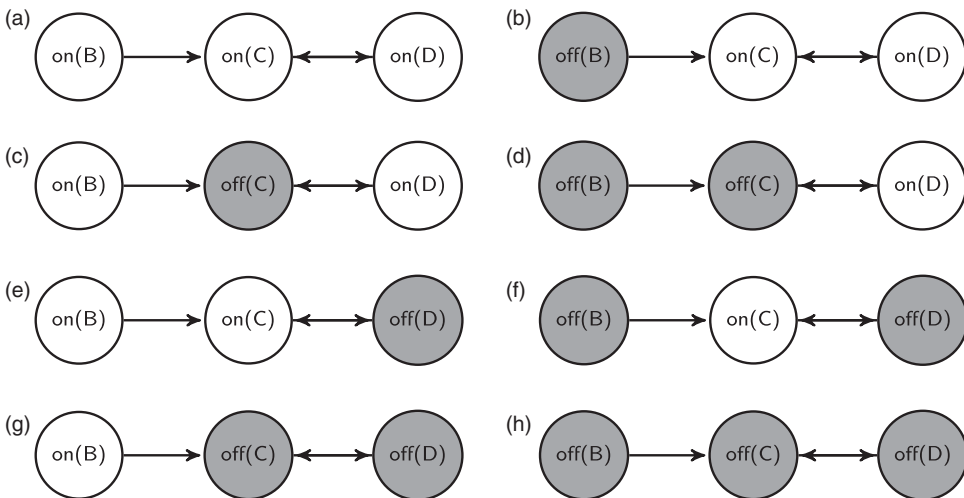 (a) on(B) on(C) on(D)
(b) off(B) on(C) on(D)
(c) on(B) off(C) on(D)
(d) off(B) off(C) on(D)
(e) on(B) on(C) off(D)
(f) off(B) on(C) off(D)
(g) on(B) off(C) off(D)
(h) off(B) off(C) off(D)